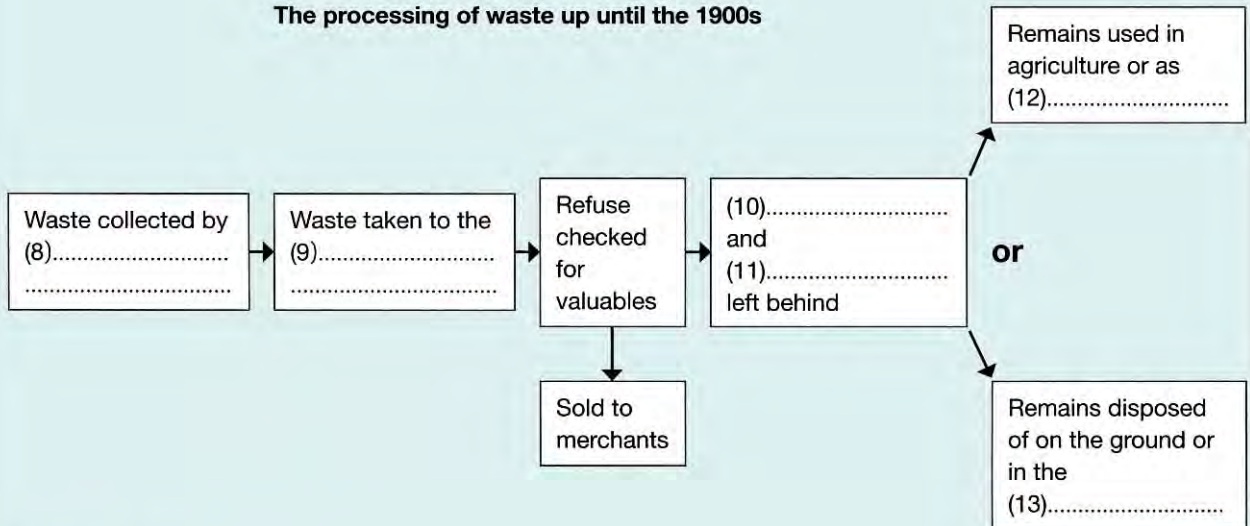 The processing of waste up until the 1900s
Waste collected by
(8)..............................
..................................
Waste taken to the
(9)..............................
..................................
Refuse
checked
for
valuables
Sold to
merchants
(10)..............................
and
(11)..............................
left behind
or
Remains used in
agriculture or as
(12)..............................
Remains disposed
of on the ground or
in the
(13)..............................